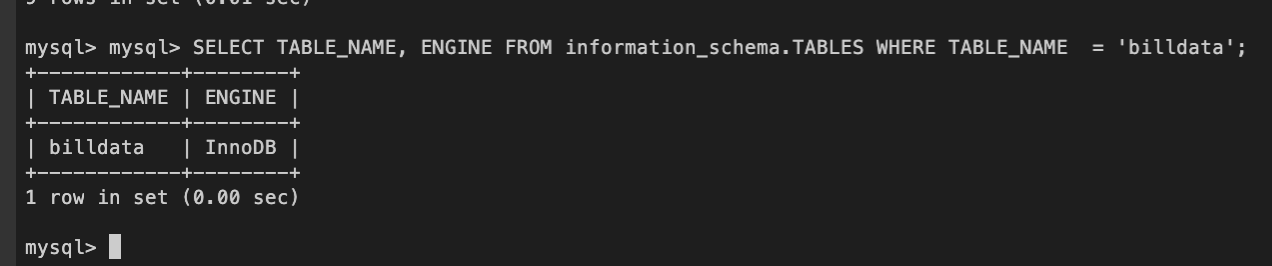 9 rows in set (0.01 sec)
mysql> mysql> SELECT TABLE_NAME, ENGINE FROM information_schema.TABLES WHERE TABLE_NAME  = 'billdata';
+------------+--------+
| TABLE_NAME | ENGINE |
+------------+--------+
| billdata   | InnoDB |
+------------+--------+
1 row in set (0.00 sec)
mysql>